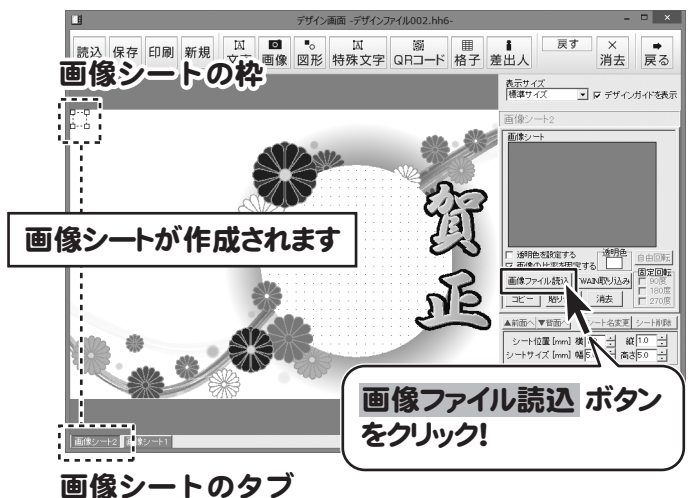 デザイン画面 -デザインファイル002.hh6-
読込 保存 印刷 新規 文字 画像 図形 特殊文字 QRコード 格子 差出人 戻す 消去 戻る
画像シートの枠
表示サイズ
標準サイズ デザインガイドを表示
画像シート2
画像シート
賀正
画像シートが作成されます
透明色を設定する 透明色
画像の比率を固定する 自由回転
画像ファイル読込 TWAIN取り込み 固定回転
90度
コピー 貼り 消去 180度
270度
▲前面へ ▼背面へ シート名変更 シート削除
シート位置 [mm] 横 縦 1.0
シートサイズ [mm] 幅 5. 高さ 5.0
画像ファイル読込 ボタン
をクリック!
画像シート2 画像シート1
画像シートのタブ